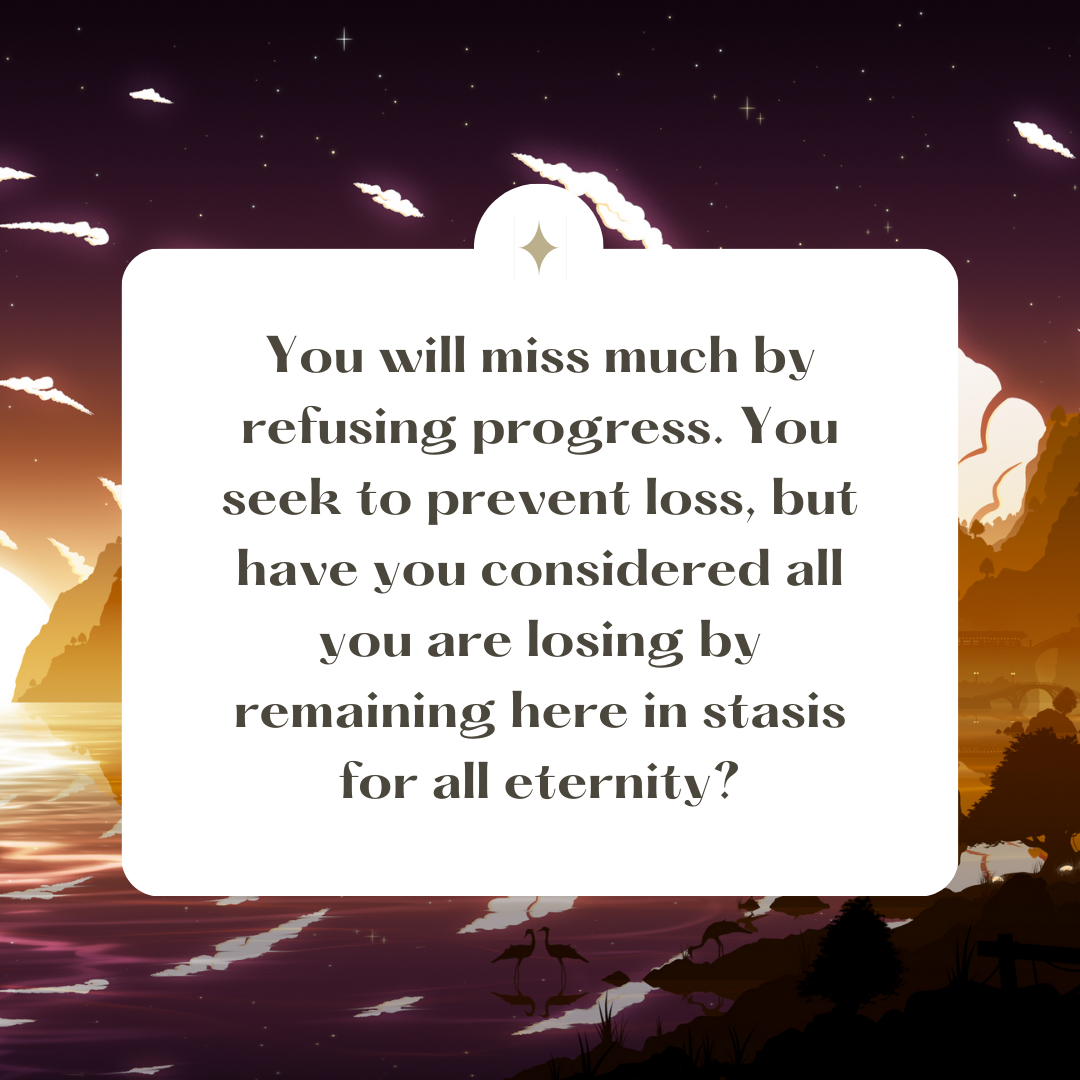 You will miss much by
refusing progress. You
seek to prevent loss, but
have you considered all
you are losing by
remaining here in stasis
for all eternity?